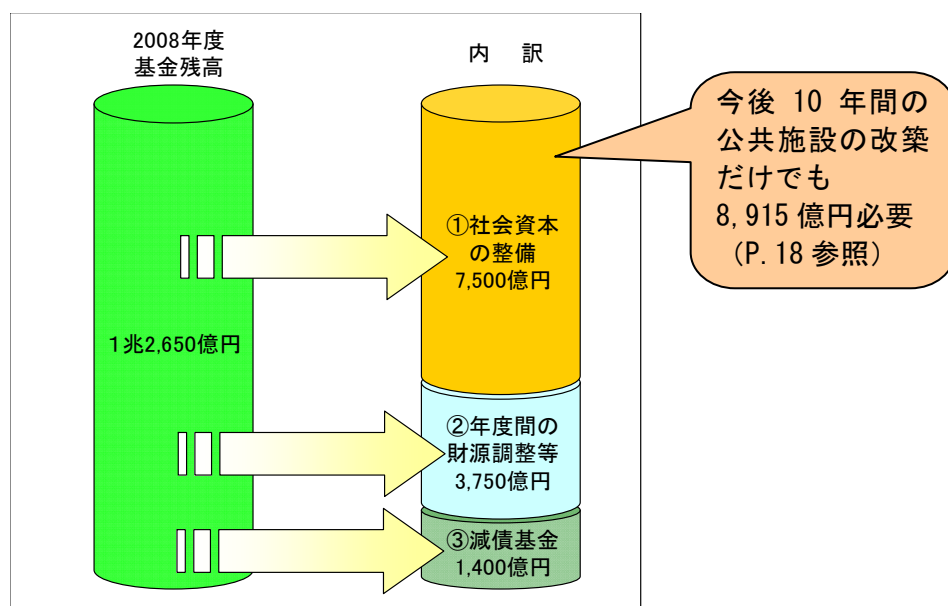 2008年度
基金残高
内　訳
今後 10 年間の
公共施設の改築
だけでも
8,915 億円必要
(P.18 参照)
①社会資本
の整備
7,500億円
1兆2,650億円
②年度間の
財源調整等
3,750億円
③減債基金
1,400億円